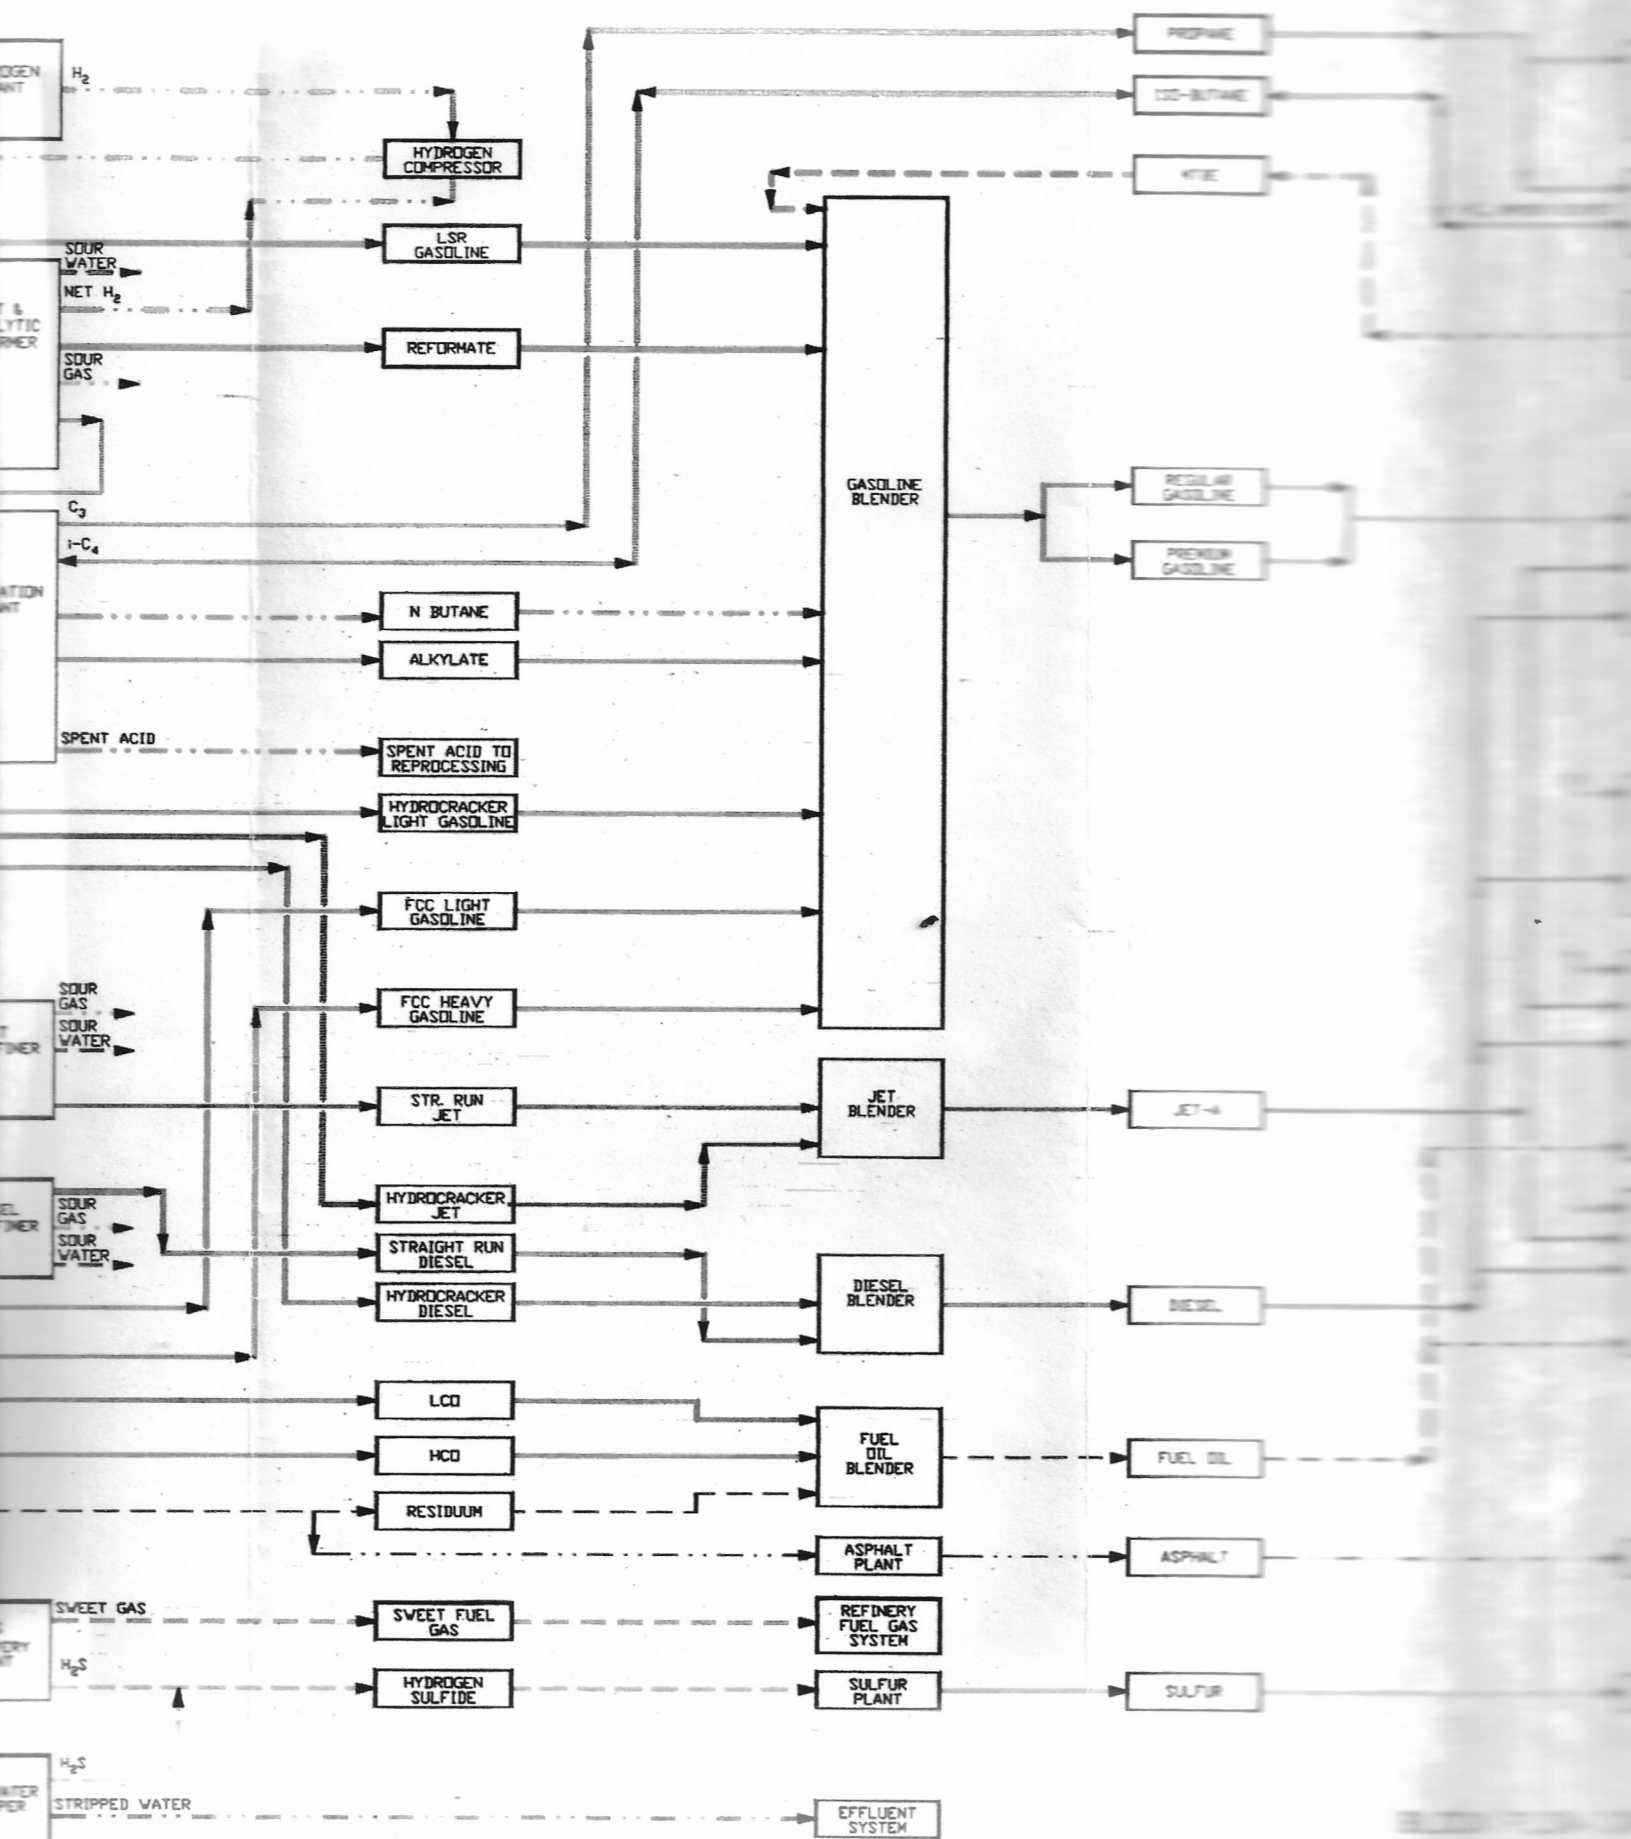 H2
HYDROGEN
COMPRESSOR
PROPANE
ISO-BUTANE
MTBE
LSR
GASOLINE
SOUR
WATER
NET H2
REFORMATE
SOUR
GAS
GASOLINE
BLENDER
REGULAR
GASOLINE
PREMIUM
GASOLINE
C3
i-C4
N BUTANE
ALKYLATE
SPENT ACID
SPENT ACID TO
REPROCESSING
HYDROCRACKER
LIGHT GASOLINE
FCC LIGHT
GASOLINE
SOUR
GAS
SOUR
WATER
FCC HEAVY
GASOLINE
STR. RUN
JET
JET
BLENDER
JET-A
HYDROCRACKER
JET
SOUR
GAS
SOUR
WATER
STRAIGHT RUN
DIESEL
HYDROCRACKER
DIESEL
DIESEL
BLENDER
DIESEL
LCO
HCO
RESIDUUM
FUEL
OIL
BLENDER
FUEL OIL
ASPHALT
PLANT
ASPHALT
SWEET GAS
SWEET FUEL
GAS
REFINERY
FUEL GAS
SYSTEM
H2S
HYDROGEN
SULFIDE
SULFUR
PLANT
SULFUR
H2S
STRIPPED WATER
EFFLUENT
SYSTEM